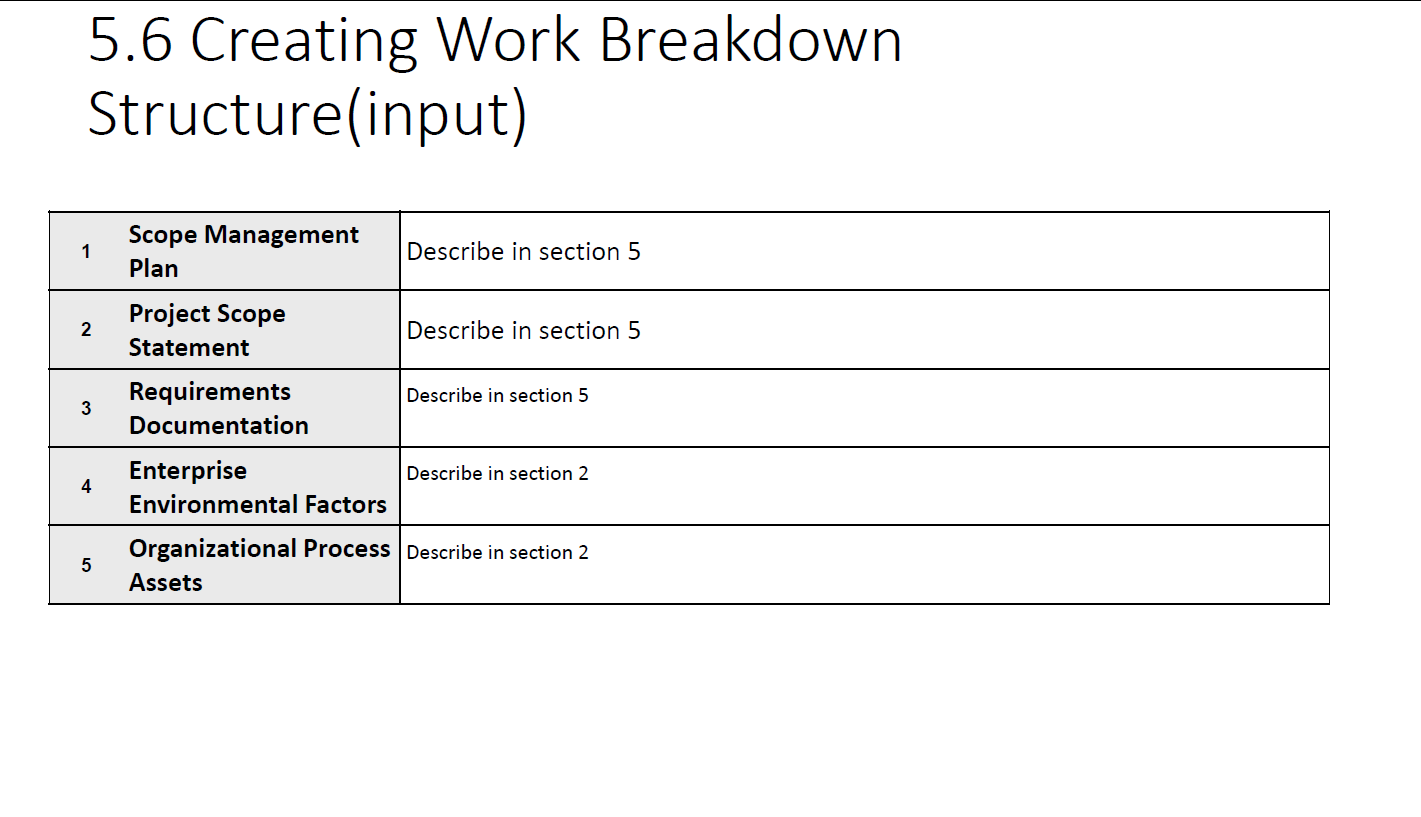 5.6 Creating Work Breakdown
Structure(input)
1
Scope Management
Plan
Describe in section 5
2
Project Scope
Statement
Describe in section 5
3
Requirements
Documentation
Describe in section 5
4
Enterprise
Environmental Factors
Describe in section 2
5
Organizational Process
Assets
Describe in section 2